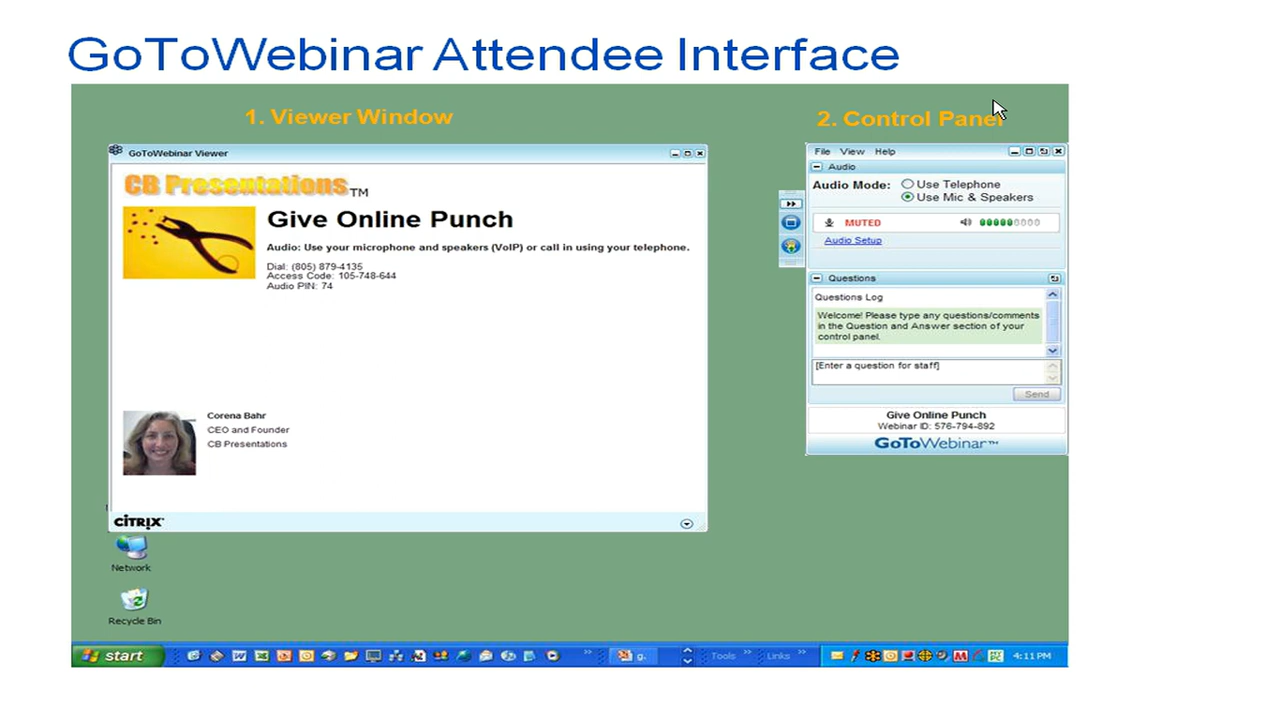 GoToWebinar Attendee Interface
1. Viewer Window
2. Control Panel
GoToWebinar Viewer
CB Presentations™
Give Online Punch
Audio: Use your microphone and speakers (VoIP) or call in using your telephone.
Dial: (805) 879-4135
Access Code: 105-748-644
Audio PIN: 74
Corena Bahr
CEO and Founder
CB Presentations
CiTRIX
File View Help
Audio
Audio Mode: Use Telephone
Use Mic & Speakers
MUTED
Audio Setup
Questions
Questions Log
Welcome! Please type any questions/comments
in the Question and Answer section of your
control panel.
[Enter a question for staff]
Send
Give Online Punch
Webinar ID: 576-794-892
GoToWebinar™
Network
Recycle Bin
start
g.
Tools
Links
4:11 PM